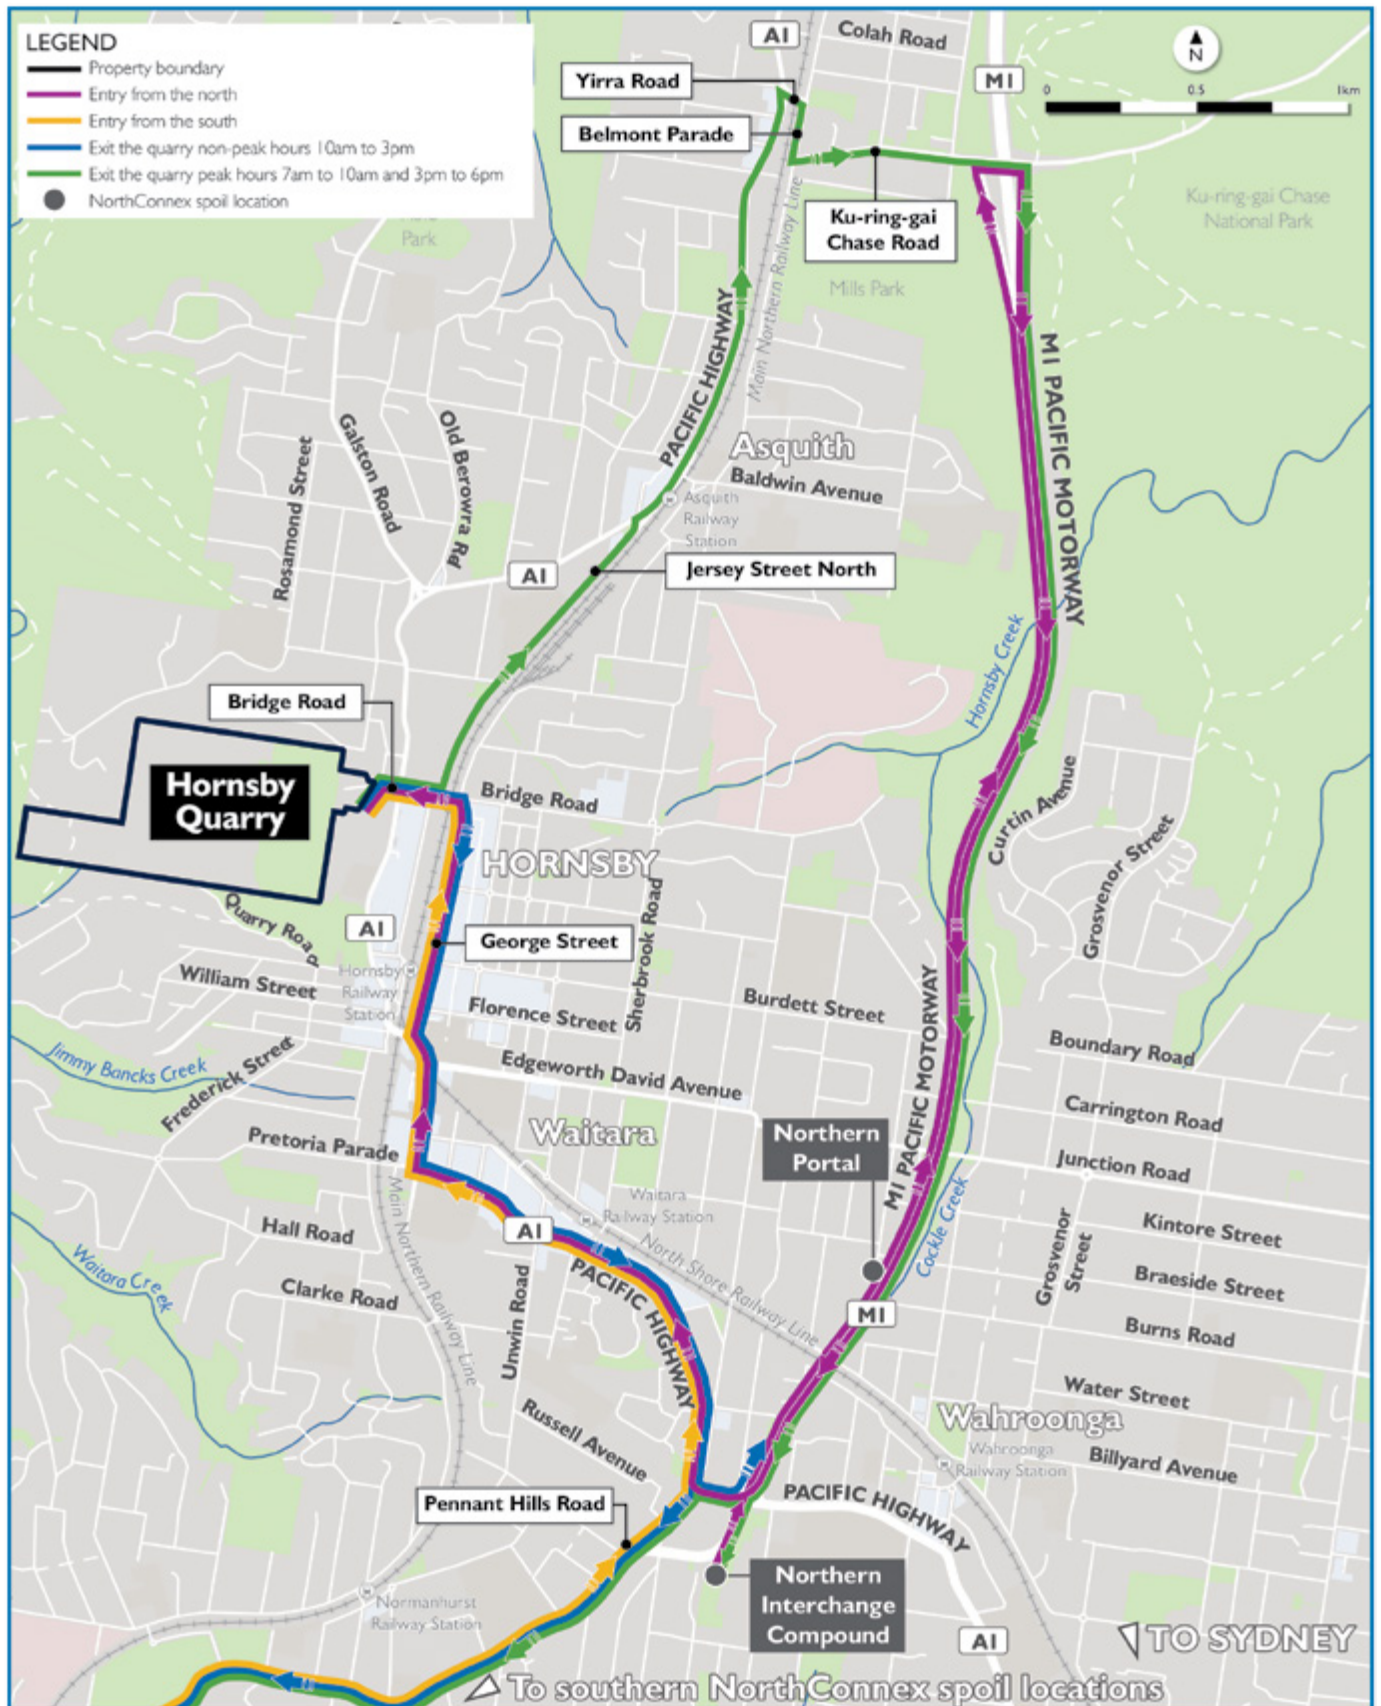 LEGEND
Property boundary
Entry from the north
Entry from the south
Exit the quarry non-peak hours 10am to 3pm
Exit the quarry peak hours 7am to 10am and 3pm to 6pm
NorthConnex spoil location
A1
Colah Road
M1
N
0
0.5
1km
Yirra Road
Belmont Parade
Ku-ring-gai
Chase Road
Ku-ring-gai Chase
National Park
Park
Mills Park
Main Northern Railway Line
PACIFIC HIGHWAY
M1 PACIFIC MOTORWAY
Galston Road
Old Berowra Rd
Rosamond Street
Asquith
Baldwin Avenue
Asquith
Railway
Station
A1
Jersey Street North
Hornsby Creek
Bridge Road
Hornsby
Quarry
Bridge Road
Curtin Avenue
Grosvenor Street
HORNSBY
Quarry Road
A1
George Street
Sherbrook Road
William Street
Hornsby
Railway
Station
Florence Street
Burdett Street
M1 PACIFIC MOTORWAY
Jimmy Bancks Creek
Frederick Street
Edgeworth David Avenue
Boundary Road
Carrington Road
Pretoria Parade
Waitara
Northern
Portal
Junction Road
Cockle Creek
Waitara
Railway Station
Hall Road
A1
Kintore Street
Grosvenor
Street
Waitara Creek
Main Northern Railway Line
North Shore Railway Line
Clarke Road
Unwin Road
PACIFIC HIGHWAY
M1
Braeside Street
Burns Road
Water Street
Russell Avenue
Wahroonga
Wahroonga
Railway Station
Billyard Avenue
Pennant Hills Road
PACIFIC HIGHWAY
Northern
Interchange
Compound
Normanhurst
Railway Station
A1
TO SYDNEY
To southern NorthConnex spoil locations